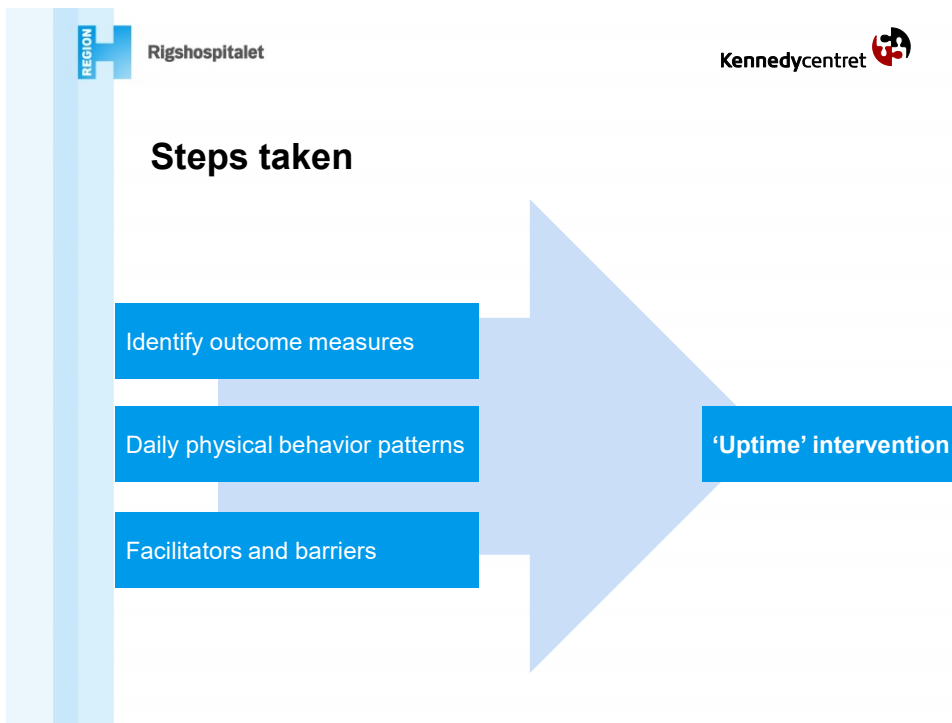 REGION
Rigshospitalet
Kennedycentret
Steps taken
Identify outcome measures
Daily physical behavior patterns
‘Uptime’ intervention
Facilitators and barriers